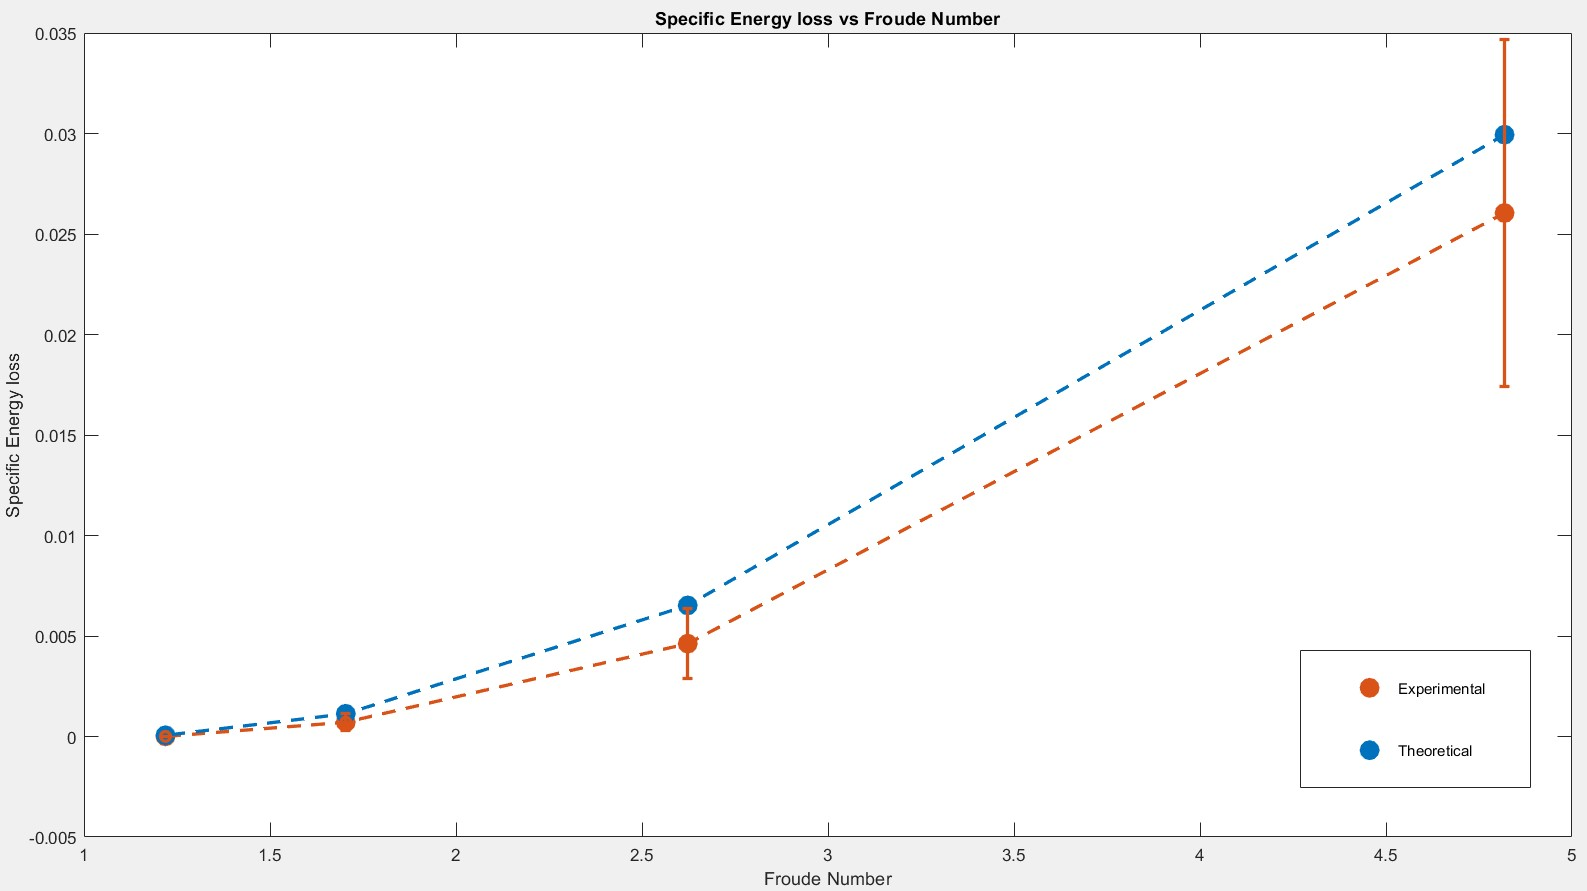 Specific Energy loss vs Froude Number
0.035
0.03
0.025
0.02
0.015
0.01
0.005
0
-0.005
Specific Energy loss
1 1.5 2 2.5 3 3.5 4 4.5 5
Froude Number
Experimental
Theoretical